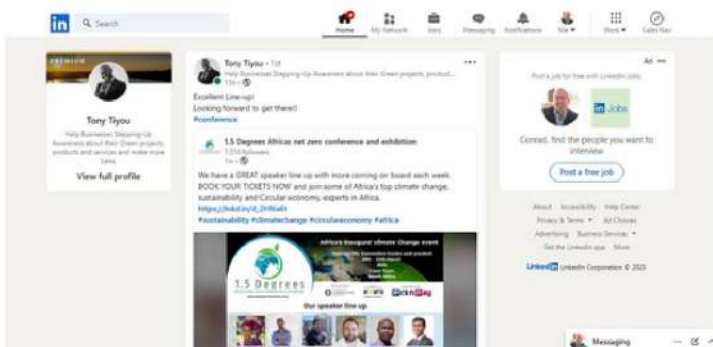 in Search
Home My Network Jobs Messaging Notifications Me Work Sales Nav
PREMIUM
Tony Tiyou
Help Businesses Stepping-Up
Awareness about their Green projects,
products and services and make more
Sales.
View full profile
Tony Tiyou • 1st
Help Businesses Stepping-Up Awareness about their Green projects, product...
Excellent Line-up!
Looking forward to get there!!
#conference
1.5 Degrees Africas net zero conference and exhibition
followers
We have a GREAT speaker line up with more coming on board each week.
BOOK YOUR TICKETS NOW and join some of Africa's top climate change,
sustainability and Circular economy, experts in Africa.
#sustainability #climatechange #circulareconomy #africa
Africa's Inaugural climate Change event
1.5 Degrees
Pick n Pay
Our speaker line up
Ad
Post a job for free with LinkedIn Jobs.
in Jobs
Conrad, find the people you want to
interview
Post a free job
About Accessibility Help Center
Privacy & Terms Ad Choices
Advertising Business Services
Get the LinkedIn app More
LinkedIn LinkedIn Corporation © 2023
Messaging